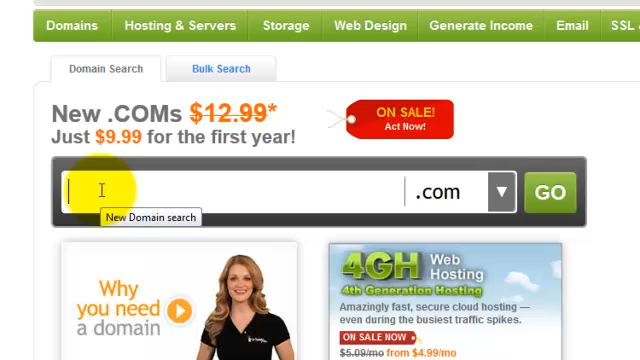 Domains Hosting & Servers Storage Web Design Generate Income Email SSL &
Domain Search Bulk Search
New .COMs $12.99*
Just $9.99 for the first year!
ON SALE!
Act Now!
.com GO
New Domain search
Why
you need
a domain
4GH Web
Hosting
4th Generation Hosting
Amazingly fast, secure cloud hosting —
even during the busiest traffic spikes.
ON SALE NOW
$5.09/mo from $4.99/mo